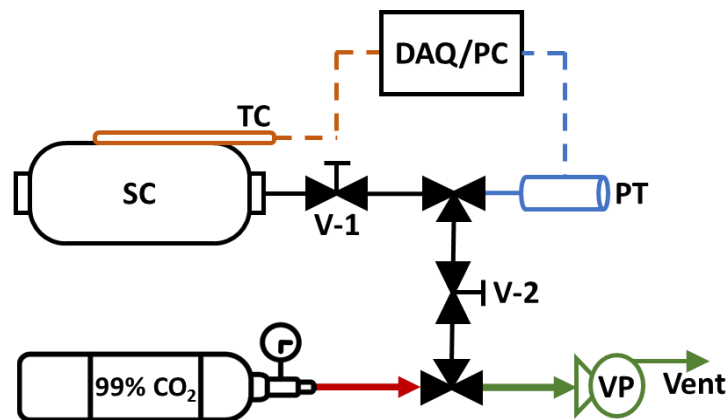 DAQ/PC
TC
SC
V-1
PT
V-2
99% CO₂
VP
Vent